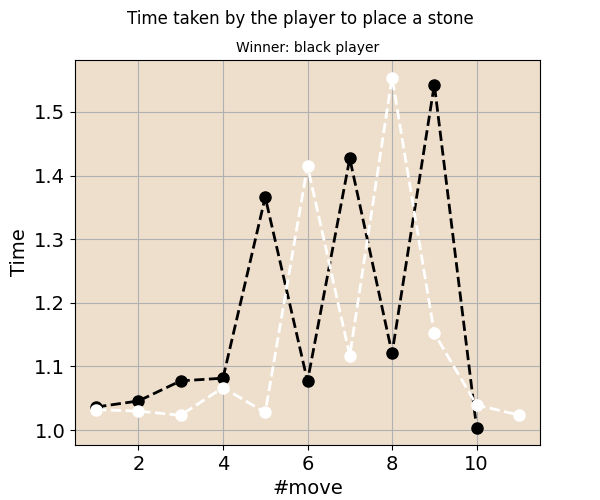 Time taken by the player to place a stone
Winner: black player
1.5
1.4
1.3
1.2
1.1
1.0
Time
2 4 6 8 10
#move